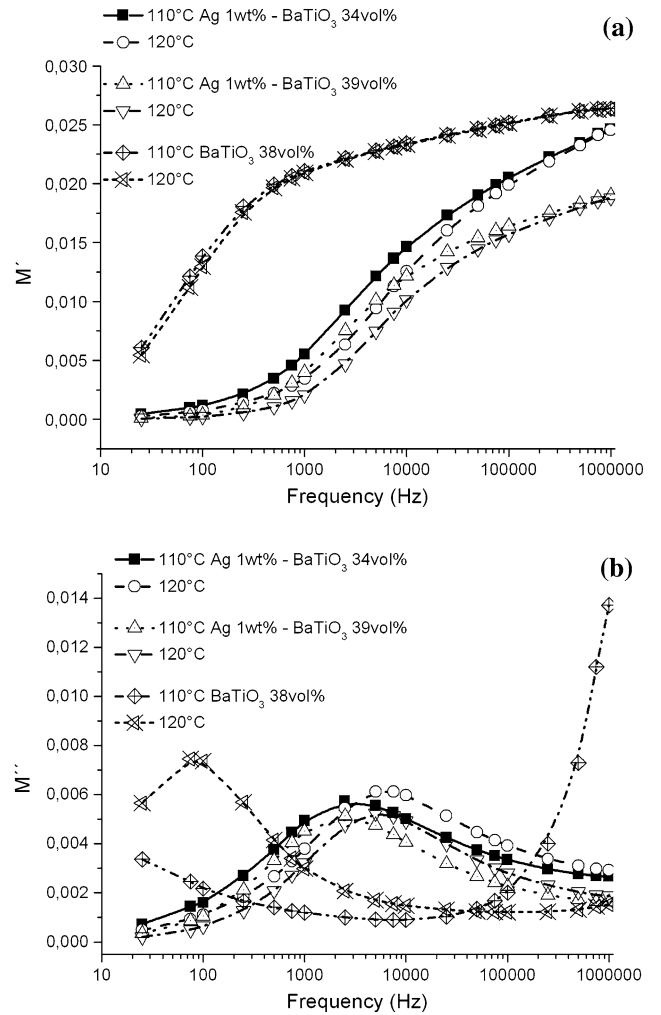 110°C Ag 1wt% - BaTiO3 34vol%
(a)
120°C
110°C Ag 1wt% - BaTiO3 39vol%
120°C
110°C BaTiO3 38vol%
120°C
0,030
0,025
0,020
0,015
0,010
0,005
0,000
M´
10
100
1000
10000
100000
1000000
Frequency (Hz)
110°C Ag 1wt% - BaTiO3 34vol%
(b)
120°C
110°C Ag 1wt% - BaTiO3 39vol%
120°C
110°C BaTiO3 38vol%
120°C
0,014
0,012
0,010
0,008
0,006
0,004
0,002
0,000
M´´
10
100
1000
10000
100000
1000000
Frequency (Hz)